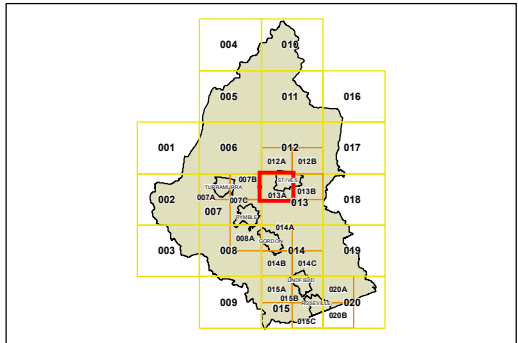 004 010
005 011 016
001 006 012 017
012A 012B
007B ST IVES
TURRAMURRA
002 007A 007C 013A 013B 018
007 013
PYMBLE
008A 014A
GORDON
003 008 014 019
014B 014C
LINDFIELD
015A 020A
009 015B ROSEVILLE 020
015 020B
015C